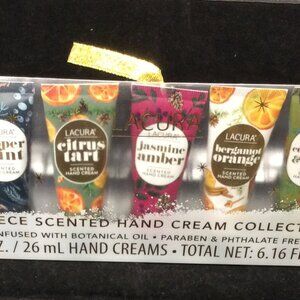 LACURA
per
int
LACURA®
citrus
tart
SCENTED
HAND CREAM
LACURA
jasmine
amber
SCENTED
HAND CREAM
LACURA®
bergamot
orange
SCENTED
HAND CREAM
ECE SCENTED HAND CREAM COLLECT
NFUSED WITH BOTANICAL OIL • PARABEN & PHTHALATE FRE
Z. / 26 mL HAND CREAMS • TOTAL NET: 6.16 F